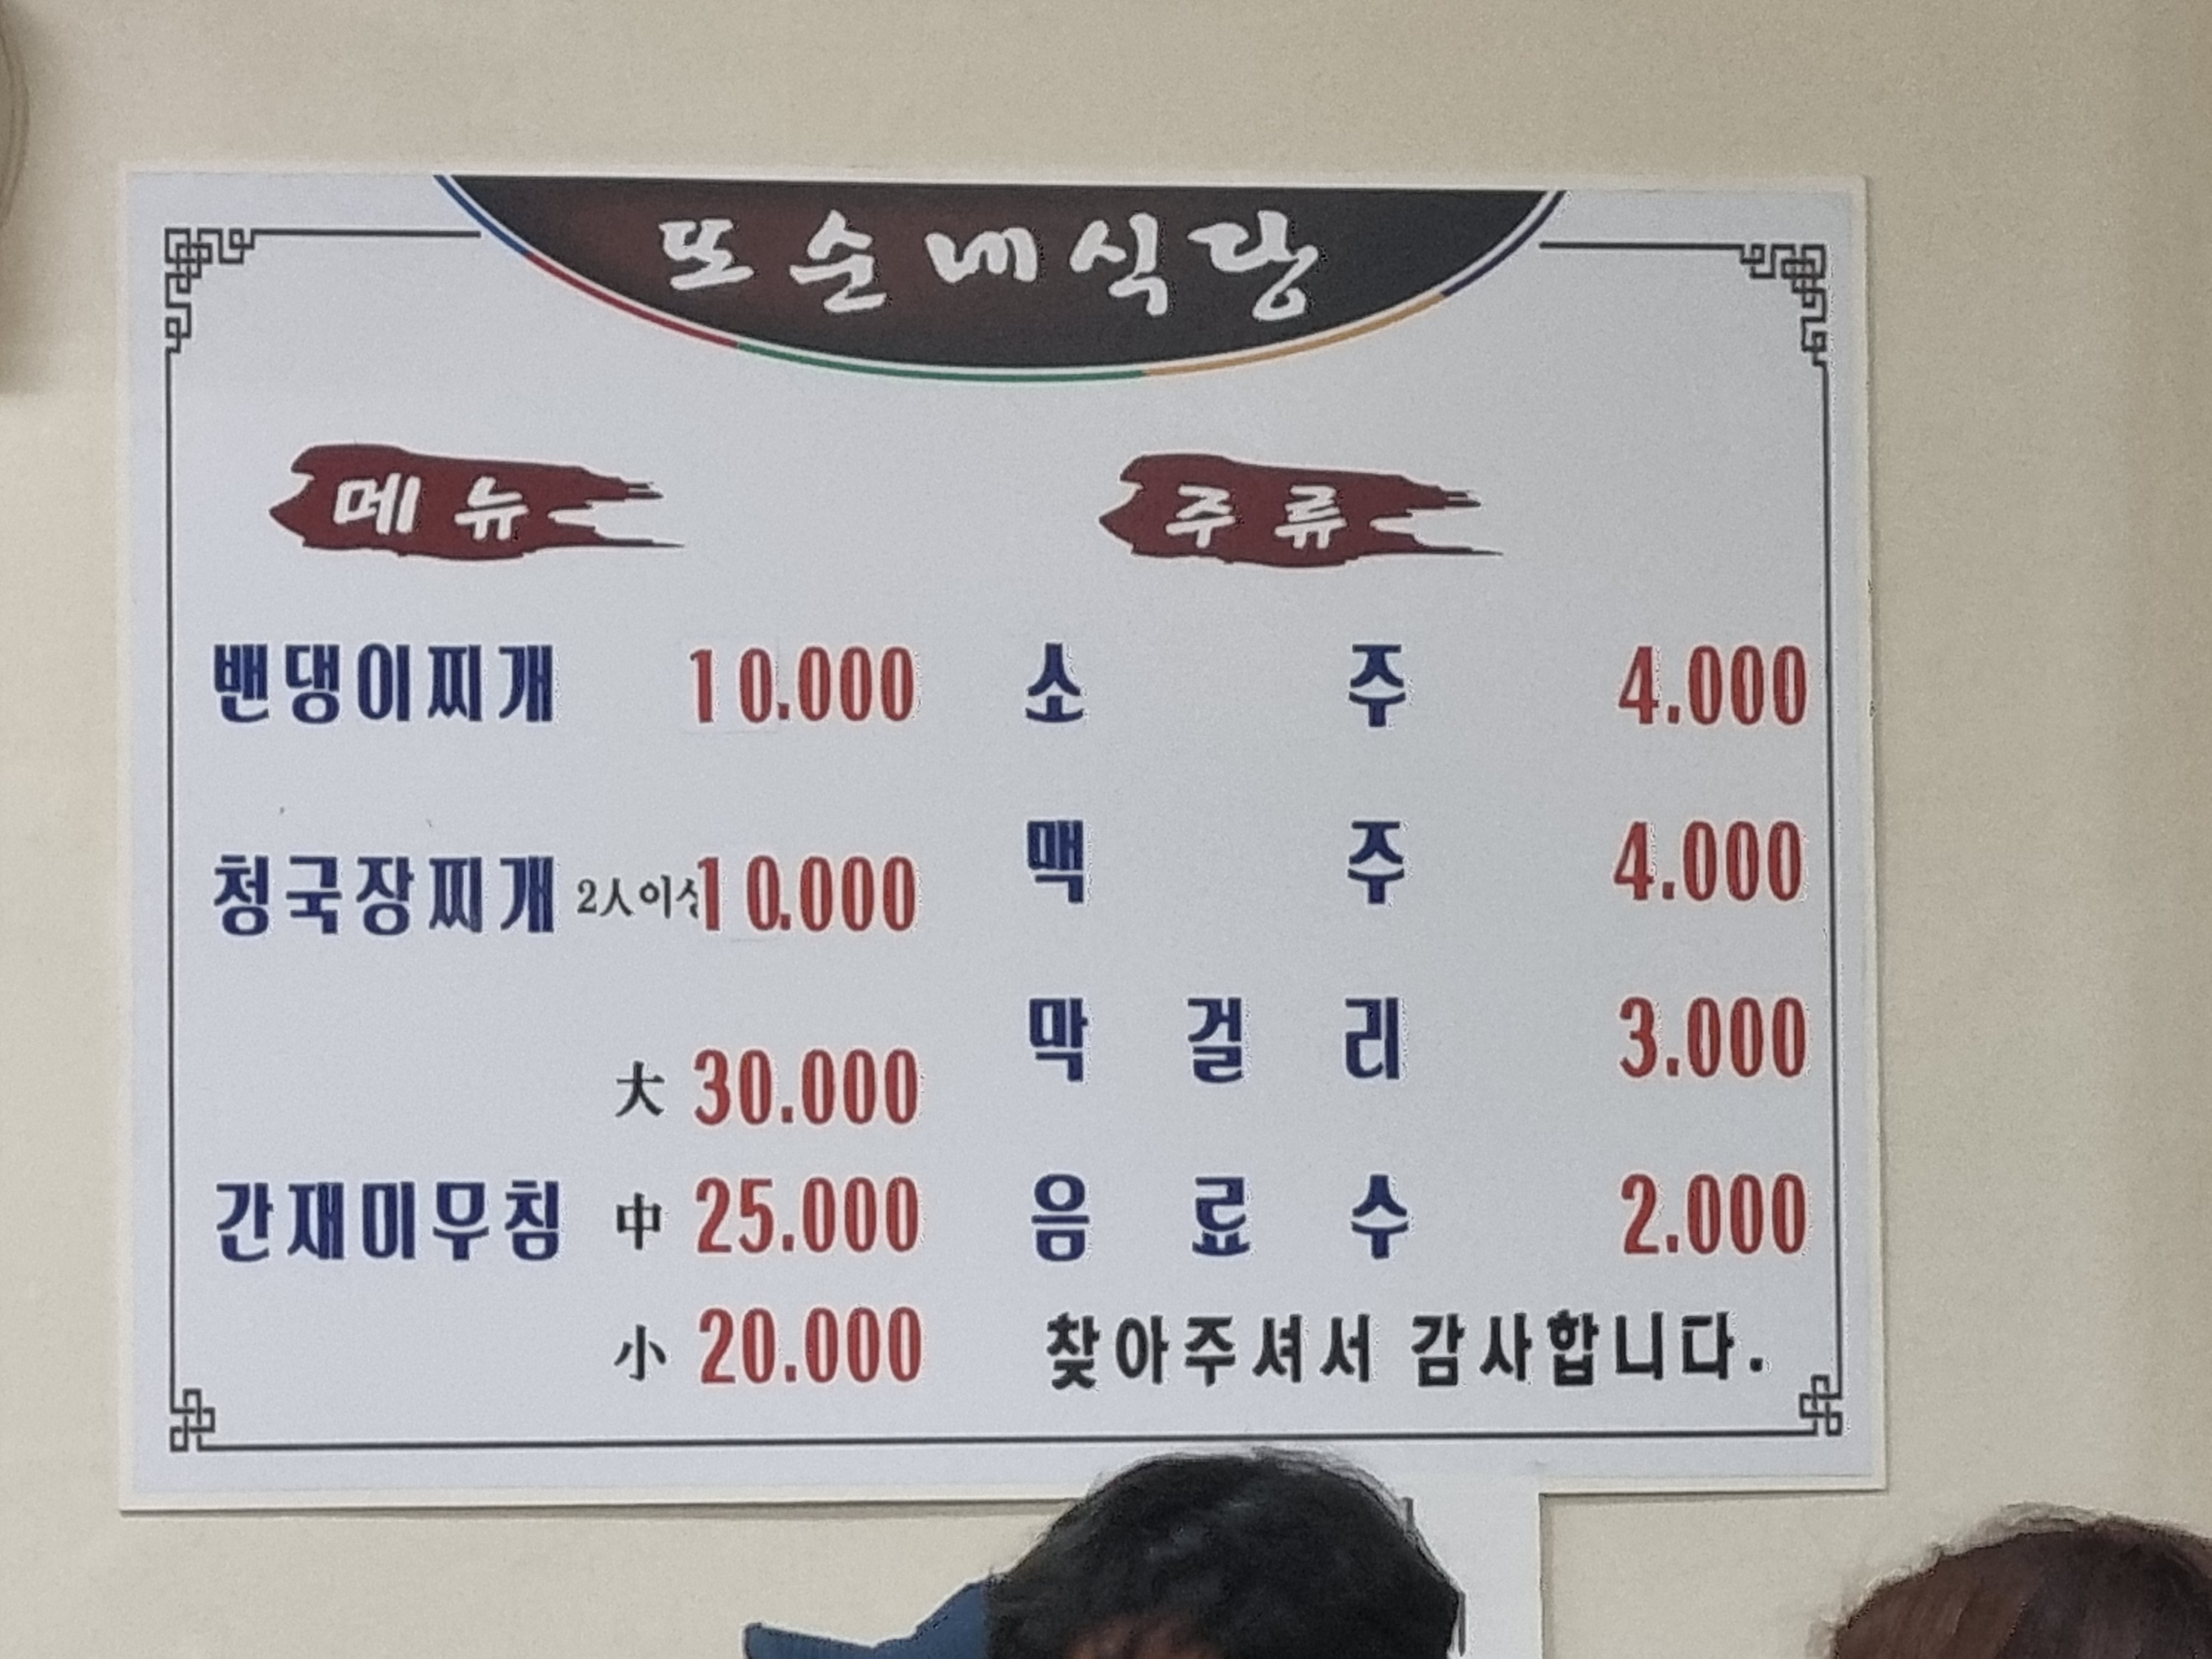 또순네식당
메뉴
밴댕이찌개 10.000
청국장찌개 2人이상 10.000
大 30.000
간재미무침 中 25.000
小 20.000
주류
소 주 4.000
맥 주 4.000
막 걸 리 3.000
음 료 수 2.000
찾아주셔서 감사합니다.